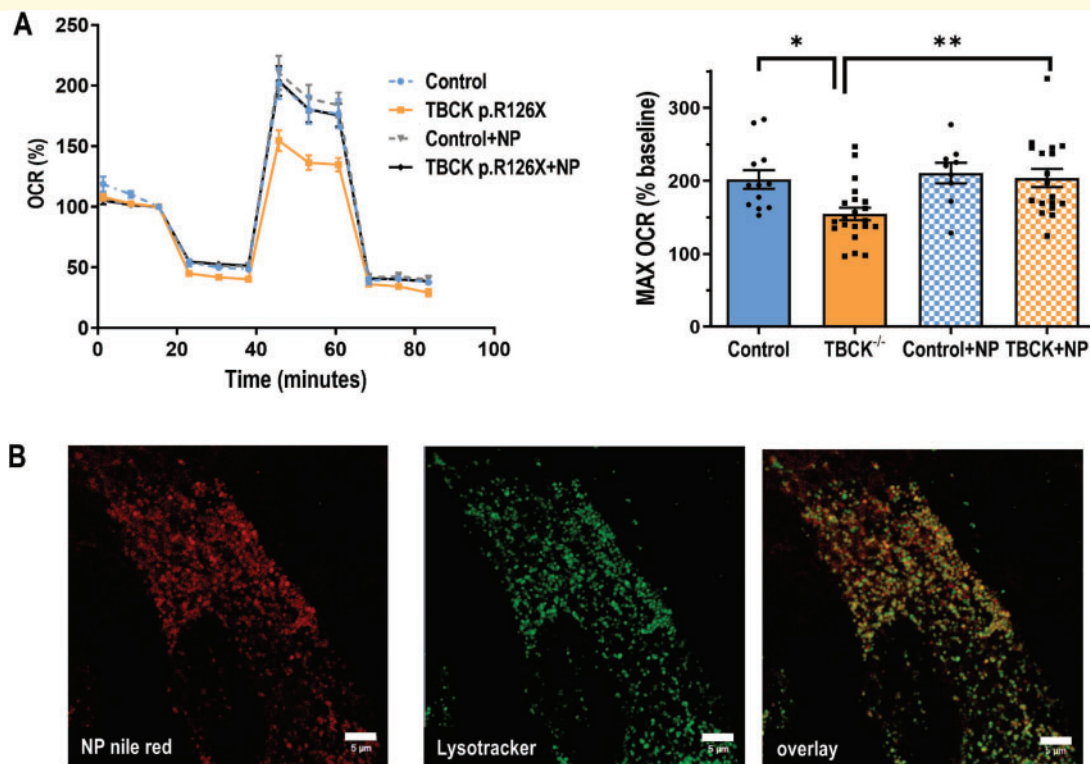 A
250
200
150
100
50
0
OCR (%)
0
20
40
60
80
100
Time (minutes)
Control
TBCK p.R126X
Control+NP
TBCK p.R126X+NP
*
**
300
200
100
0
MAX OCR (% baseline)
Control
TBCK-/-
Control+NP
TBCK+NP
B
NP nile red
5 µm
Lysotracker
5 µm
overlay
5 µm